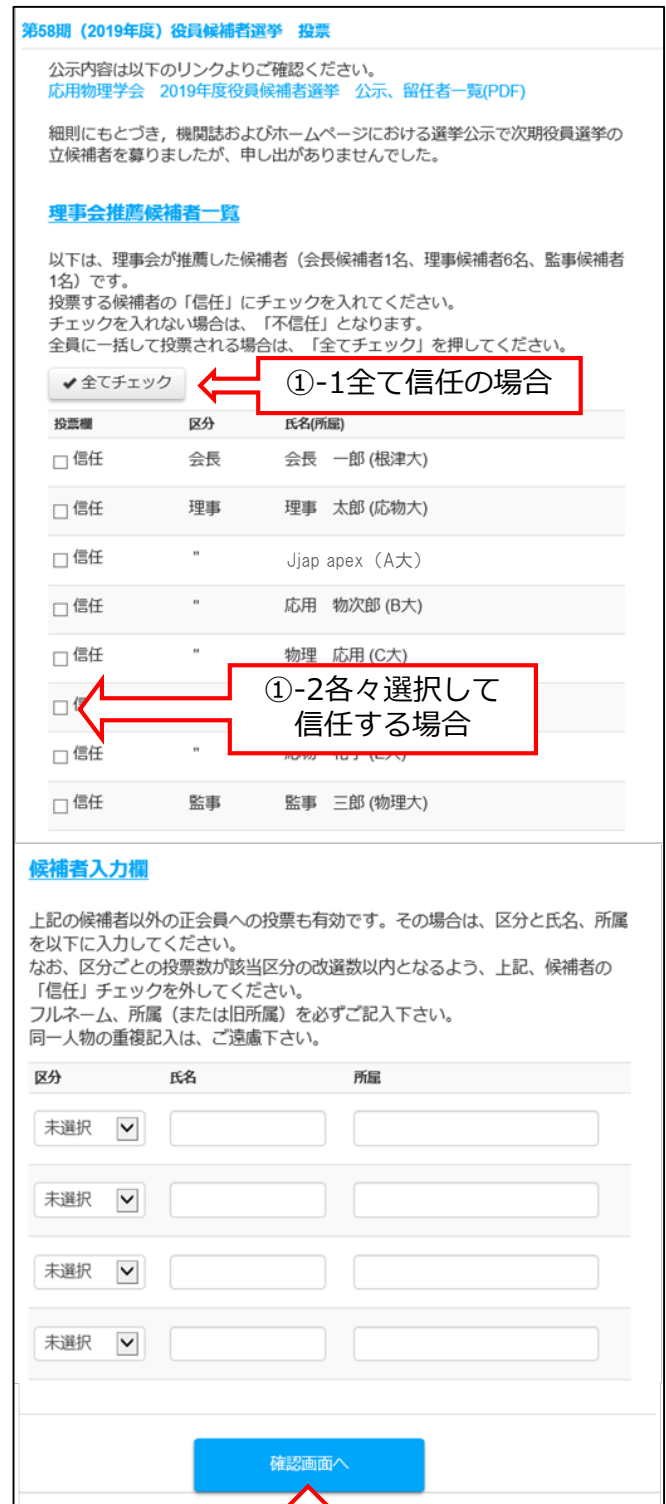 第58期（2019年度）役員候補者選挙　投票
公示内容は以下のリンクよりご確認ください。
応用物理学会　2019年度役員候補者選挙　公示、留任者一覧(PDF)
細則にもとづき，機関誌およびホームページにおける選挙公示で次期役員選挙の
立候補者を募りましたが、申し出がありませんでした。
理事会推薦候補者一覧
以下は、理事会が推薦した候補者（会長候補者1名、理事候補者6名、監事候補者
1名）です。
投票する候補者の「信任」にチェックを入れてください。
チェックを入れない場合は、「不信任」となります。
全員に一括して投票される場合は、「全てチェック」を押してください。
✔全てチェック
①-1全て信任の場合
投票欄　区分　氏名(所属)
信任　会長　会長　一郎 (根津大)
信任　理事　理事　太郎 (応物大)
信任　"　Jjap apex（A大）
信任　"　応用　物次郎 (B大)
信任　"　物理　応用 (C大)
①-2各々選択して
信任する場合
信任　"
信任　監事　監事　三郎 (物理大)
候補者入力欄
上記の候補者以外の正会員への投票も有効です。その場合は、区分と氏名、所属
を以下に入力してください。
なお、区分ごとの投票数が該当区分の改選数以内となるよう、上記、候補者の
「信任」チェックを外してください。
フルネーム、所属（または旧所属）を必ずご記入下さい。
同一人物の重複記入は、ご遠慮下さい。
区分　氏名　所属
未選択
未選択
未選択
未選択
確認画面へ